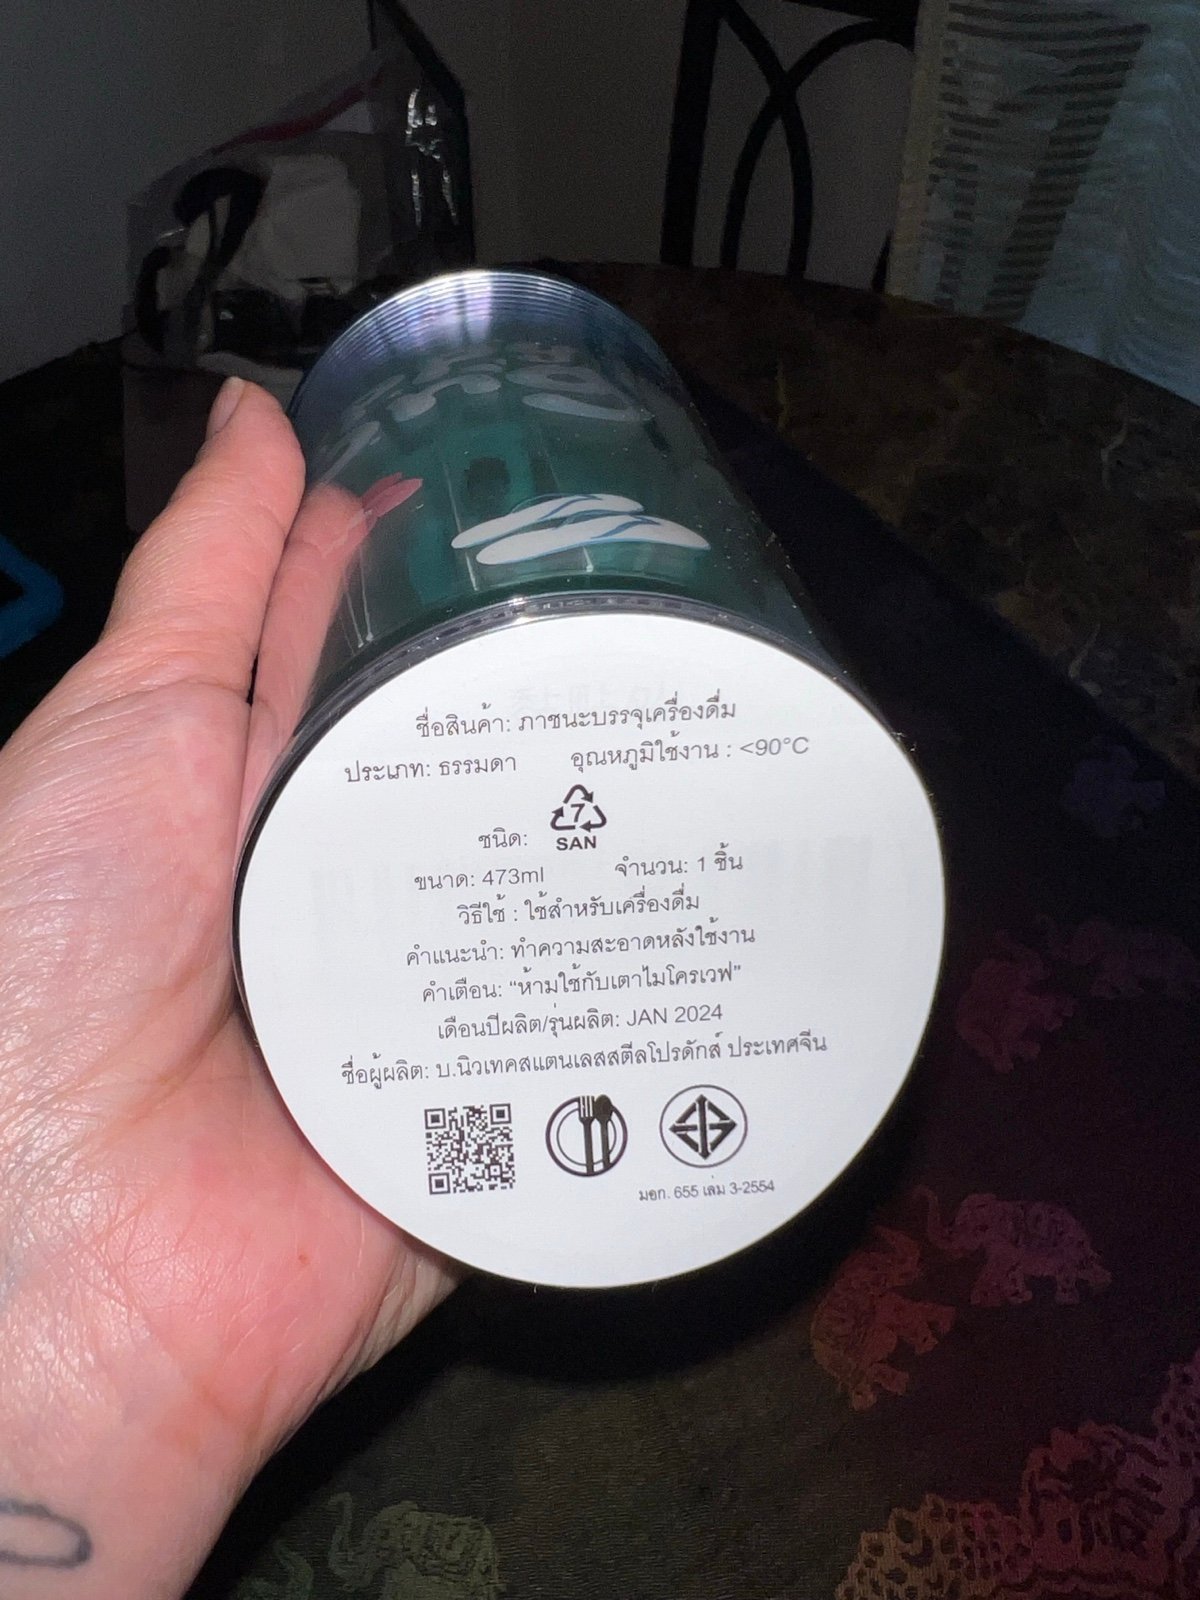 ชื่อสินค้า: ภาชนะบรรจุเครื่องดื่ม
ประเภท: ธรรมดา อุณหภูมิใช้งาน : <90°C
7
ชนิด: SAN
ขนาด: 473ml จำนวน: 1 ชิ้น
วิธีใช้ : ใช้สำหรับเครื่องดื่ม
คำแนะนำ: ทำความสะอาดหลังใช้งาน
คำเตือน: “ห้ามใช้กับเตาไมโครเวฟ”
เดือนปีผลิต/รุ่นผลิต: JAN 2024
ชื่อผู้ผลิต: บ.นิวเทคสแตนเลสสตีลโปรดักส์ ประเทศจีน
มอก. 655 เล่ม 3-2554